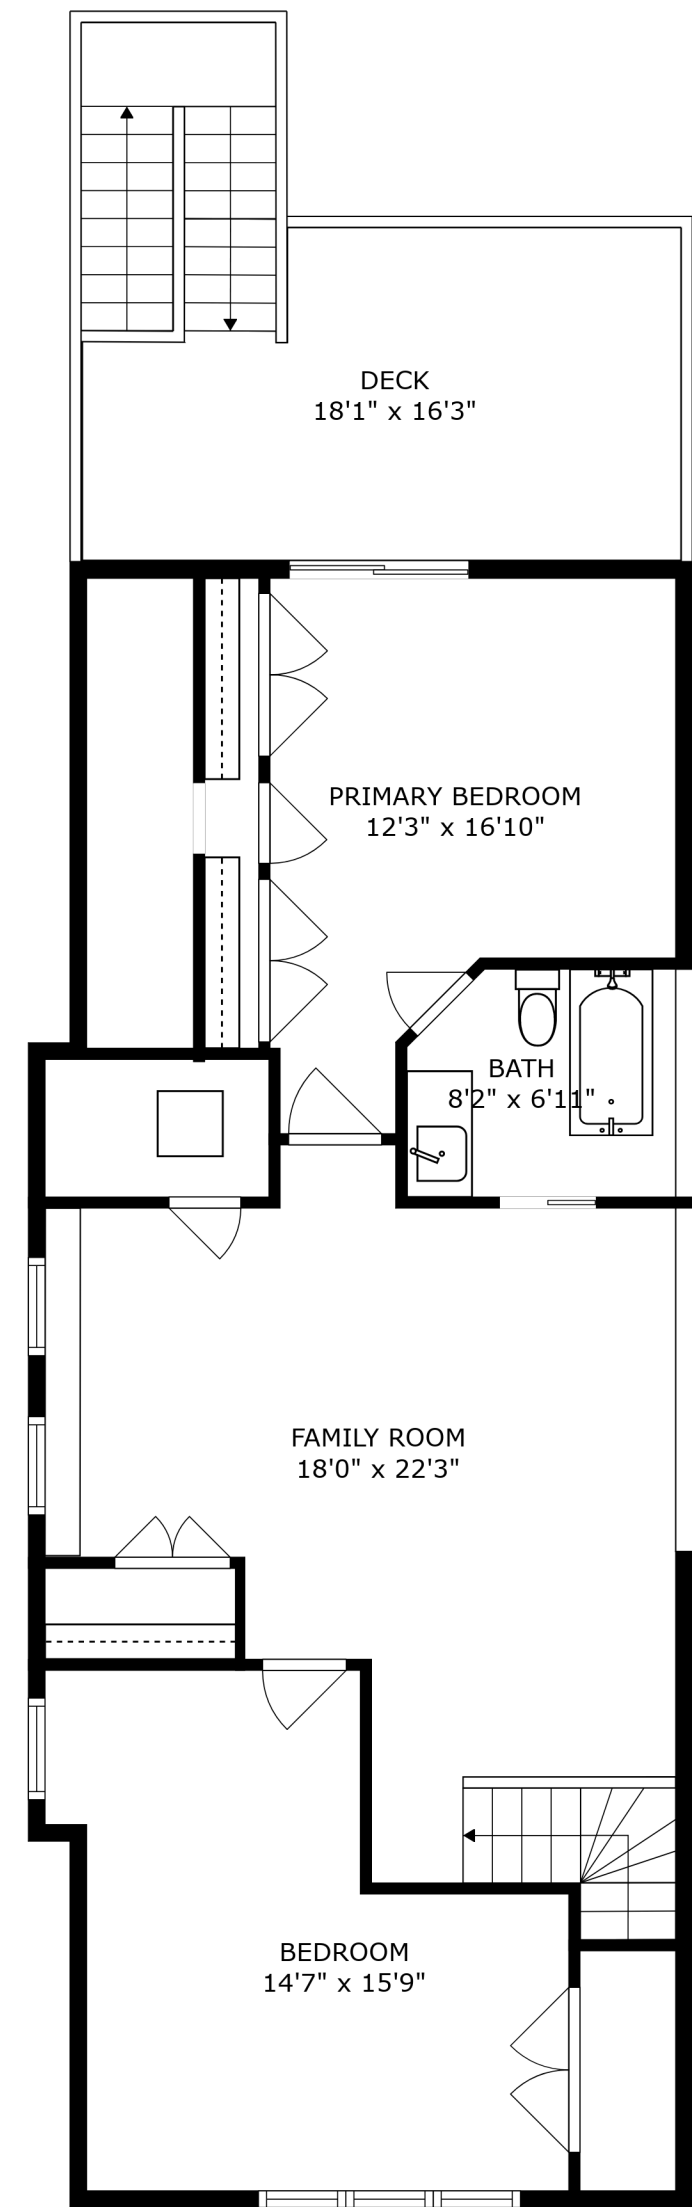 DECK
18'1" x 16'3"
PRIMARY BEDROOM
12'3" x 16'10"
BATH
8'2" x 6'11"
FAMILY ROOM
18'0" x 22'3"
BEDROOM
14'7" x 15'9"